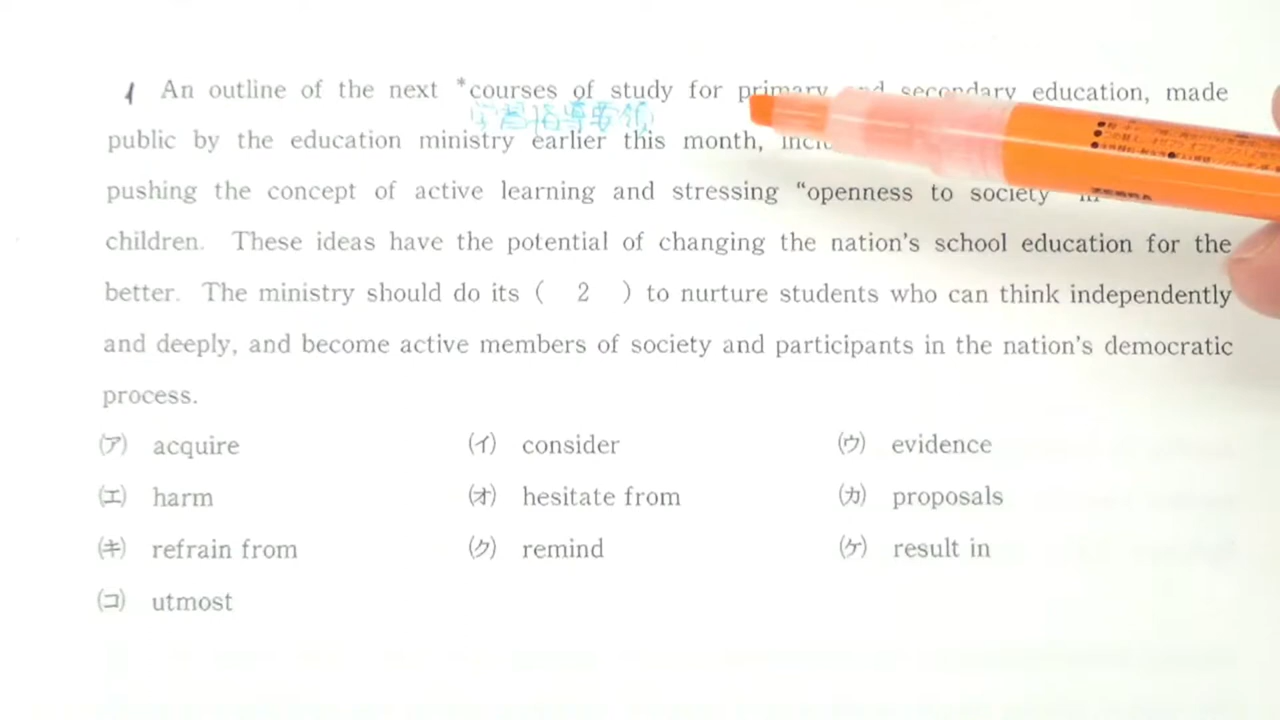 1 An outline of the next *courses of study for primary and secondary education, made
学習指導要領
public by the education ministry earlier this month,
pushing the concept of active learning and stressing “openness to society
children. These ideas have the potential of changing the nation's school education for the
better. The ministry should do its ( 2 ) to nurture students who can think independently
and deeply, and become active members of society and participants in the nation's democratic
process.
(ア) acquire (イ) consider (ウ) evidence
(エ) harm (オ) hesitate from (カ) proposals
(キ) refrain from (ク) remind (ケ) result in
(コ) utmost
ZEBRA